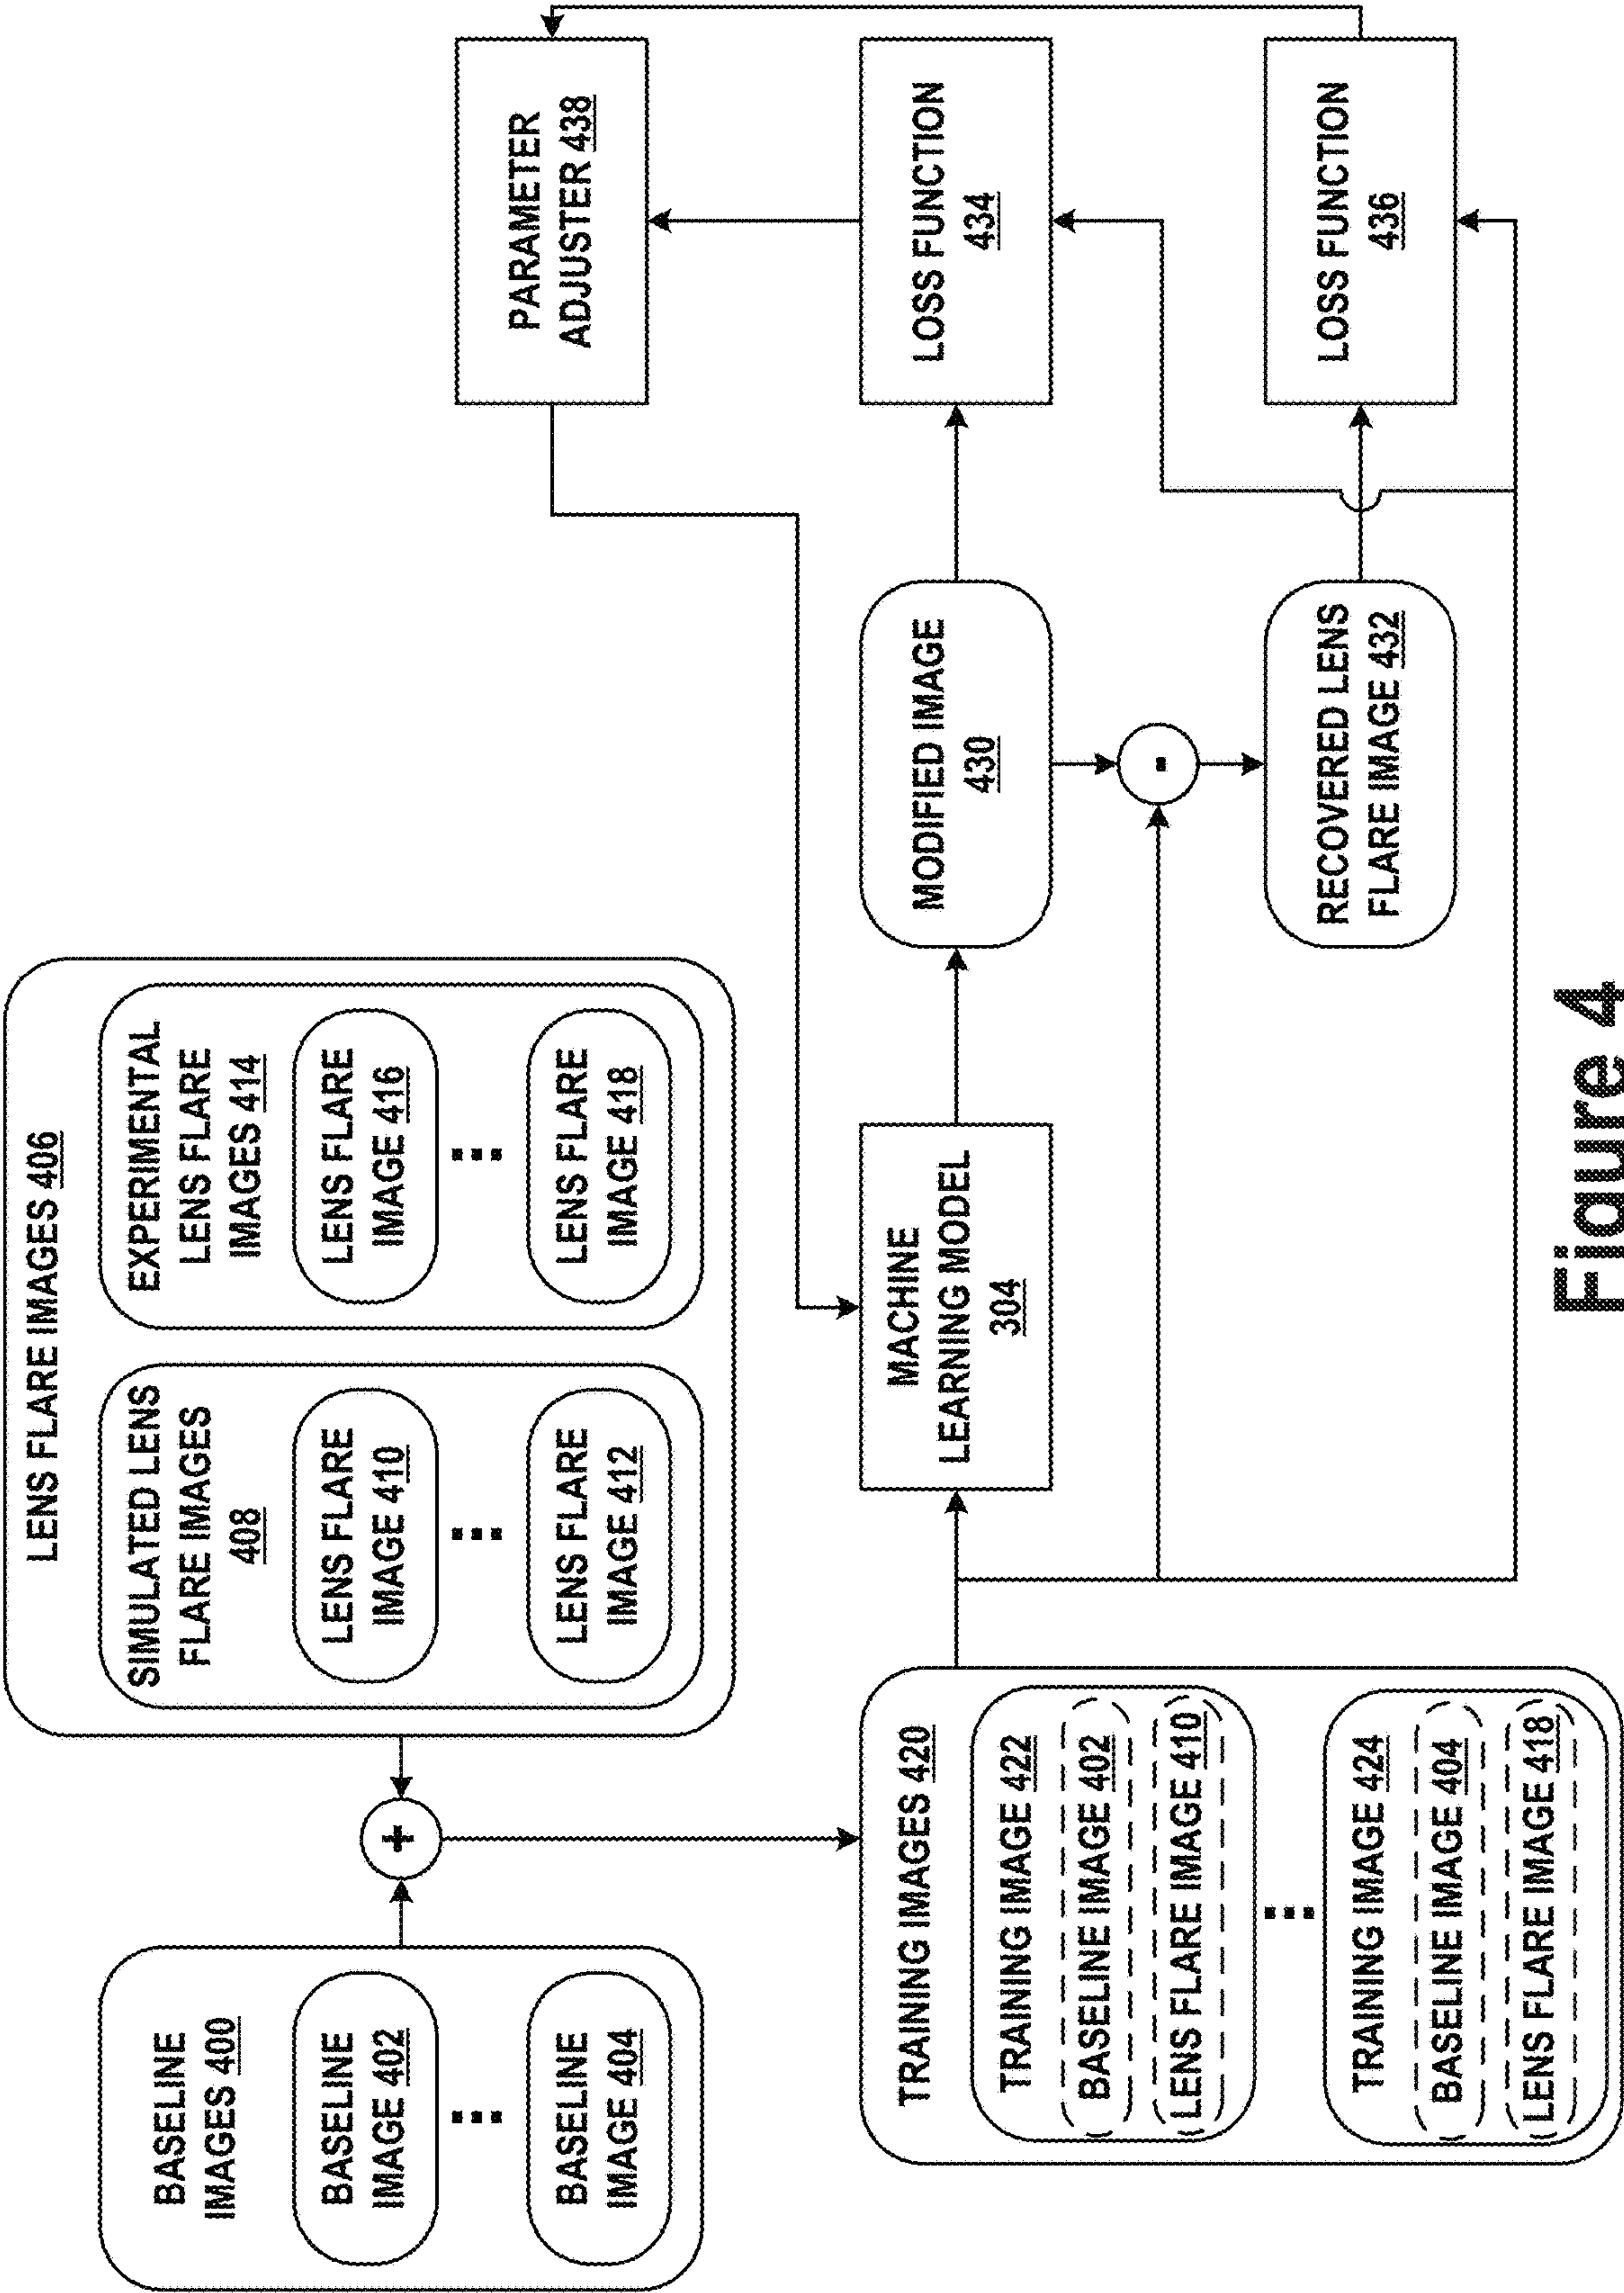 BASELINE
IMAGES 400
BASELINE
IMAGE 402
BASELINE
IMAGE 404
LENS FLARE IMAGES 406
SIMULATED LENS
FLARE IMAGES
408
LENS FLARE
IMAGE 410
LENS FLARE
IMAGE 412
EXPERIMENTAL
LENS FLARE
IMAGES 414
LENS FLARE
IMAGE 416
LENS FLARE
IMAGE 418
+
PARAMETER
ADJUSTER 438
TRAINING IMAGES 420
TRAINING IMAGE 422
BASELINE IMAGE 402
LENS FLARE IMAGE 410
TRAINING IMAGE 424
BASELINE IMAGE 404
LENS FLARE IMAGE 418
MACHINE
LEARNING MODEL
304
MODIFIED IMAGE
430
-
RECOVERED LENS
FLARE IMAGE 432
LOSS FUNCTION
434
LOSS FUNCTION
436
Figure 4